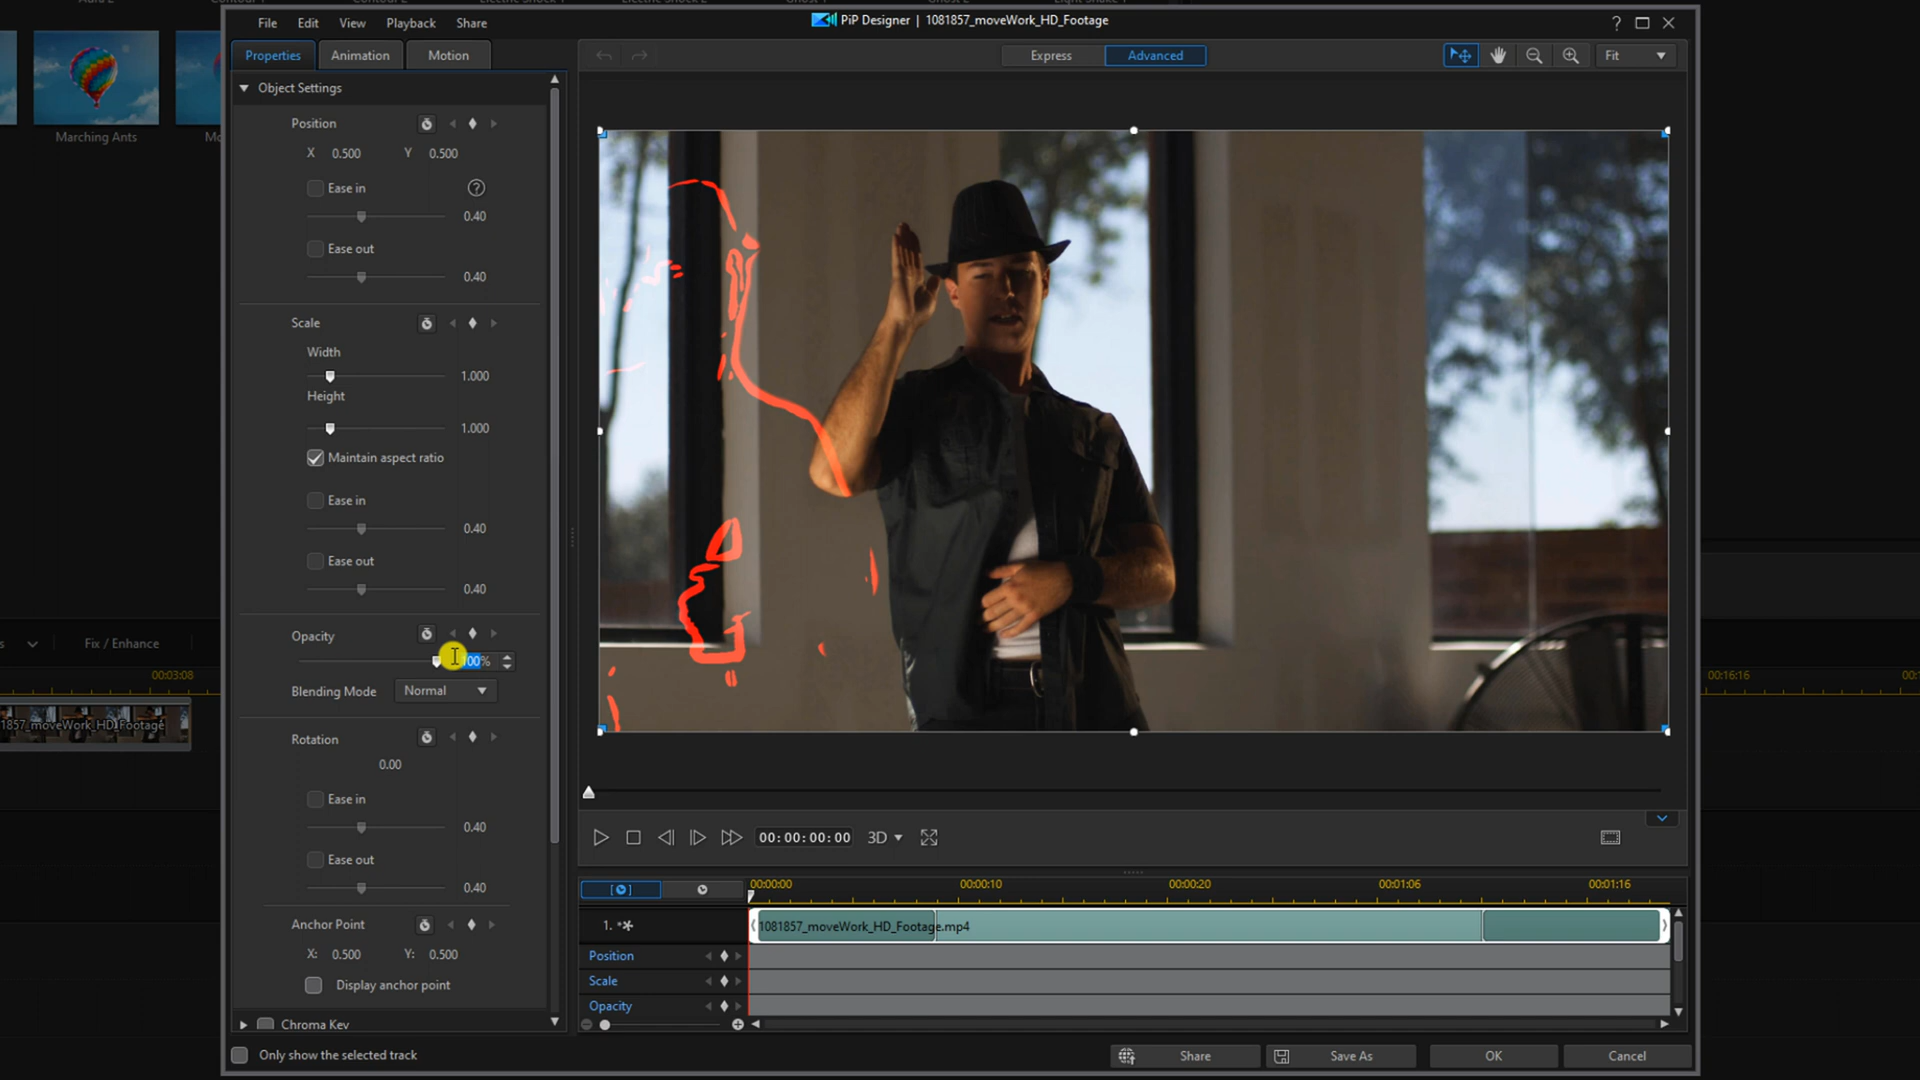 File Edit View Playback Share
PiP Designer | 1081857_moveWork_HD_Footage
?
Properties Animation Motion
Express Advanced
Fit
Object Settings
Marching Ants
Position
X 0.500 Y 0.500
Ease in ?
0.40
Ease out
0.40
Scale
Width
1.000
Height
1.000
Maintain aspect ratio
Ease in
0.40
Ease out
0.40
Opacity
100%
Blending Mode Normal
Fix / Enhance
00:03:08
00:16:16
1857_moveWork_HD_Footage
Rotation
0.00
Ease in
0.40
Ease out
0.40
Anchor Point
X: 0.500 Y: 0.500
Display anchor point
Chroma Key
00:00:00:00 3D
00:00:00 00:00:10 00:00:20 00:01:06 00:01:16
1. 1081857_moveWork_HD_Footage.mp4
Position
Scale
Opacity
Only show the selected track
Share Save As OK Cancel